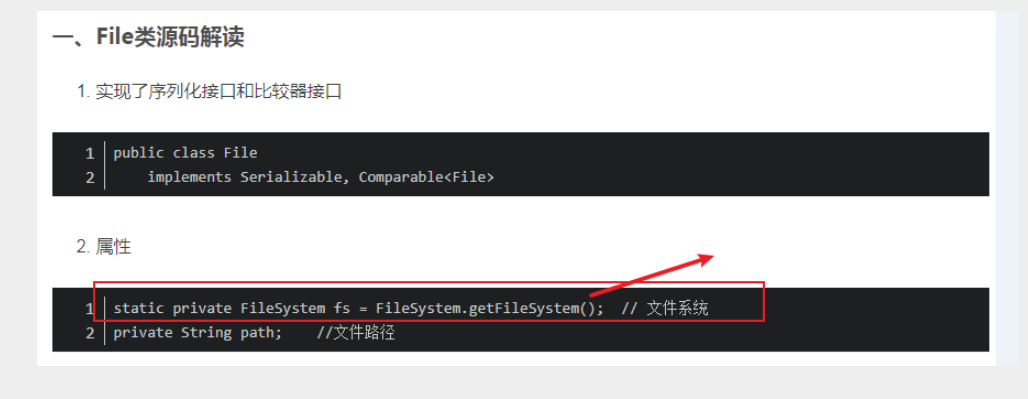 一、File类源码解读
1. 实现了序列化接口和比较器接口
1 public class File
2     implements Serializable, Comparable<File>
2. 属性
1 static private FileSystem fs = FileSystem.getFileSystem();  // 文件系统
2 private String path;    //文件路径